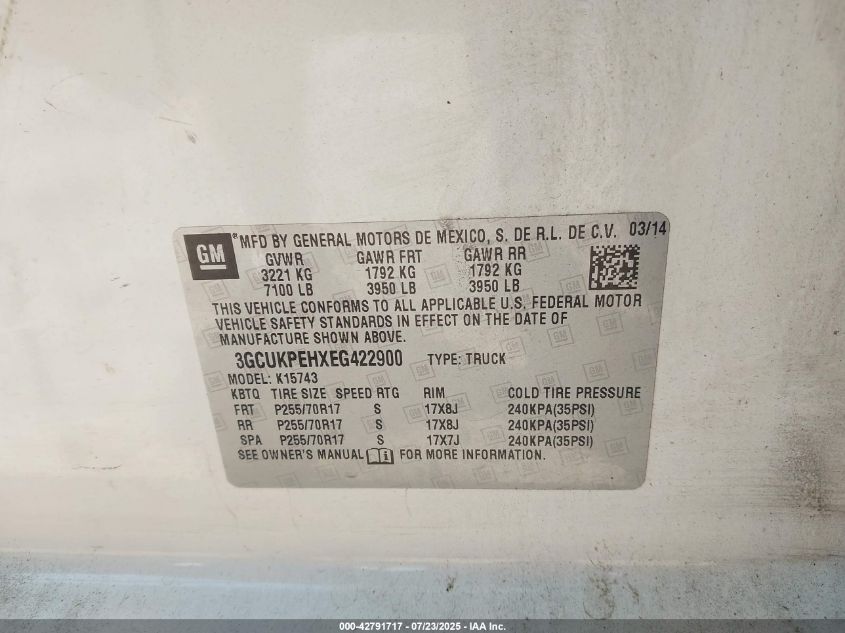 GM
® MFD BY GENERAL MOTORS DE MEXICO, S. DE R.L. DE C.V. 03/14
GVWR GAWR FRT GAWR RR
3221 KG 1792 KG 1792 KG
7100 LB 3950 LB 3950 LB
THIS VEHICLE CONFORMS TO ALL APPLICABLE U.S. FEDERAL MOTOR
VEHICLE SAFETY STANDARDS IN EFFECT ON THE DATE OF
MANUFACTURE SHOWN ABOVE.
3GCUKPEHXEG422900 TYPE: TRUCK
MODEL: K15743
KBTQ TIRE SIZE SPEED RTG RIM COLD TIRE PRESSURE
FRT P255/70R17 S 17X8J 240KPA(35PSI)
RR P255/70R17 S 17X8J 240KPA(35PSI)
SPA P255/70R17 S 17X7J 240KPA(35PSI)
SEE OWNER'S MANUAL FOR MORE INFORMATION.
000-42791717 - 07/23/2025 - IAA Inc.